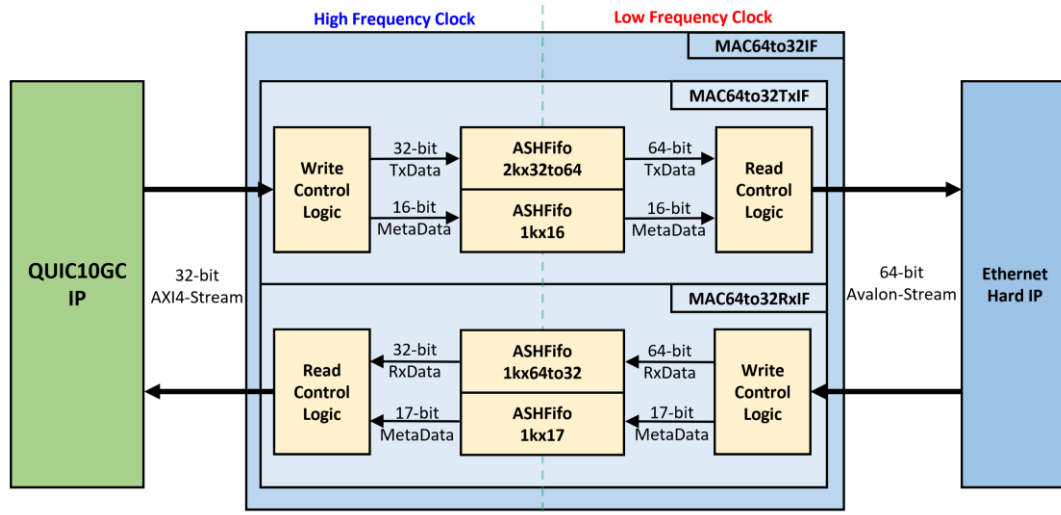 High Frequency Clock
Low Frequency Clock
MAC64to32IF
MAC64to32TxIF
Write
Control
Logic
32-bit
TxData
16-bit
MetaData
ASHFifo
2kx32to64
ASHFifo
1kx16
64-bit
TxData
16-bit
MetaData
Read
Control
Logic
QUIC10GC
IP
32-bit
AXI4-Stream
64-bit
Avalon-Stream
Ethernet
Hard IP
MAC64to32RxIF
Read
Control
Logic
32-bit
RxData
17-bit
MetaData
ASHFifo
1kx64to32
ASHFifo
1kx17
64-bit
RxData
17-bit
MetaData
Write
Control
Logic